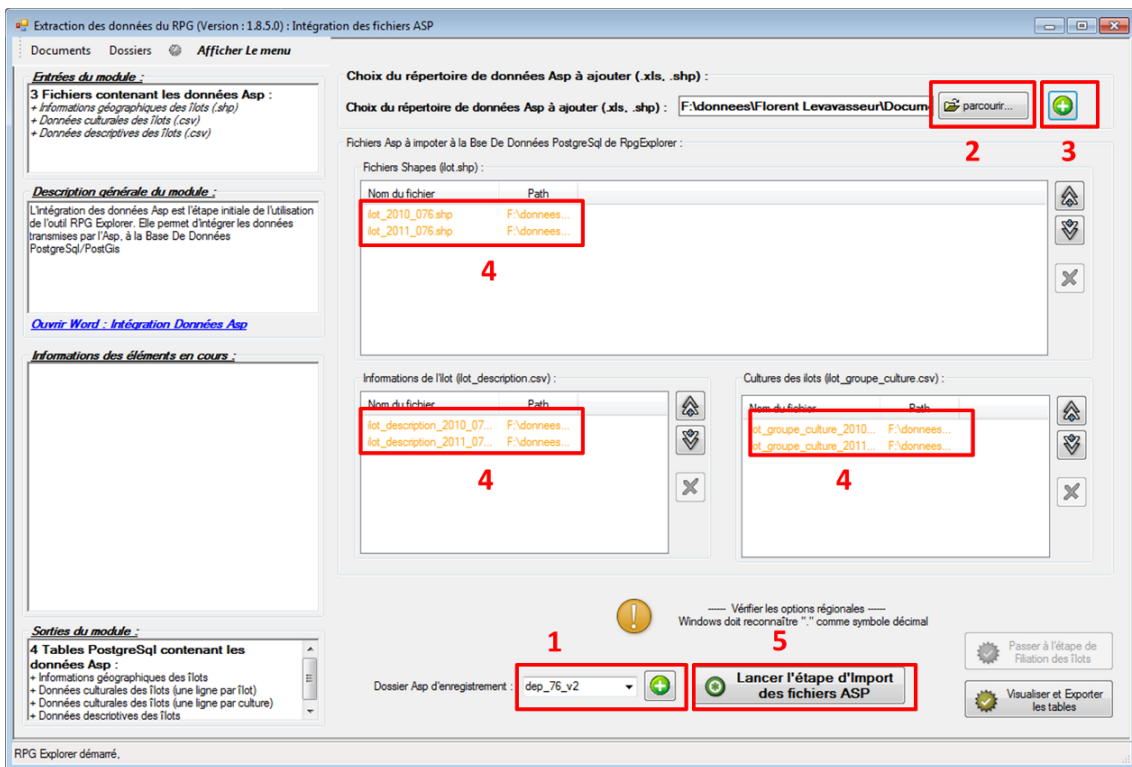 Extraction des données du RPG (Version : 1.8.5.0) : Intégration des fichiers ASP
Documents Dossiers Afficher Le menu
Entrées du module :
3 Fichiers contenant les données Asp :
+ Informations géographiques des îlots (.shp)
+ Données culturales des îlots (.csv)
+ Données descriptives des îlots (.csv)
Description générale du module :
L'intégration des données Asp est l'étape initiale de l'utilisation
de l'outil RPG Explorer. Elle permet d'intégrer les données
transmises par l'Asp, à la Base De Données
PostgreSql/PostGis
Ouvrir Word : Intégration Données Asp
Informations des éléments en cours :
Sorties du module :
4 Tables PostgreSql contenant les
données Asp :
+ Informations géographiques des îlots
+ Données culturales des îlots (une ligne par îlot)
+ Données culturales des îlots (une ligne par culture)
+ Données descriptives des îlots
Choix du répertoire de données Asp à ajouter (.xls, .shp) :
Choix du répertoire de données Asp à ajouter (.xls, .shp) : F:\donnees\Florent Levavasseur\Docume parcourir...
2 3
Fichiers Asp à impoter à la Bse De Données PostgreSql de RpgExplorer :
Fichiers Shapes (ilot.shp) :
Nom du fichier Path
ilot_2010_076.shp F:\donnees...
ilot_2011_076.shp F:\donnees...
4
Informations de l'îlot (ilot_description.csv) :
Nom du fichier Path
ilot_description_2010_07... F:\donnees...
ilot_description_2011_07... F:\donnees...
4
Cultures des ilots (ilot_groupe_culture.csv) :
Nom du fichier Path
lot_groupe_culture_2010... F:\donnees...
lot_groupe_culture_2011... F:\donnees...
4
----- Vérifier les options régionales -----
Windows doit reconnaître "." comme symbole décimal
1 5
Dossier Asp d'enregistrement : dep_76_v2
Lancer l'étape d'Import
des fichiers ASP
Passer à l'étape de
Filiation des îlots
Visualiser et Exporter
les tables
RPG Explorer démarré,